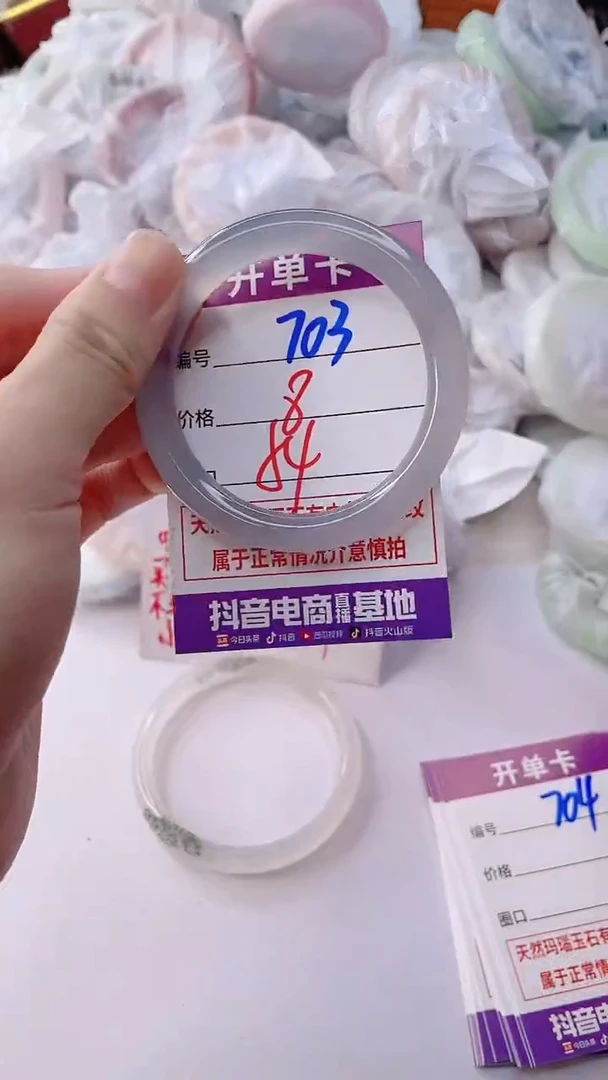 开单卡
编号 703
价格 8
84
属于正常情况介意慎拍
抖音电商直播基地
今日头条 抖音 西瓜视频 抖音火山版
开单卡
编号 704
价格
圈口
天然玛瑙玉石有
属于正常情
抖音电